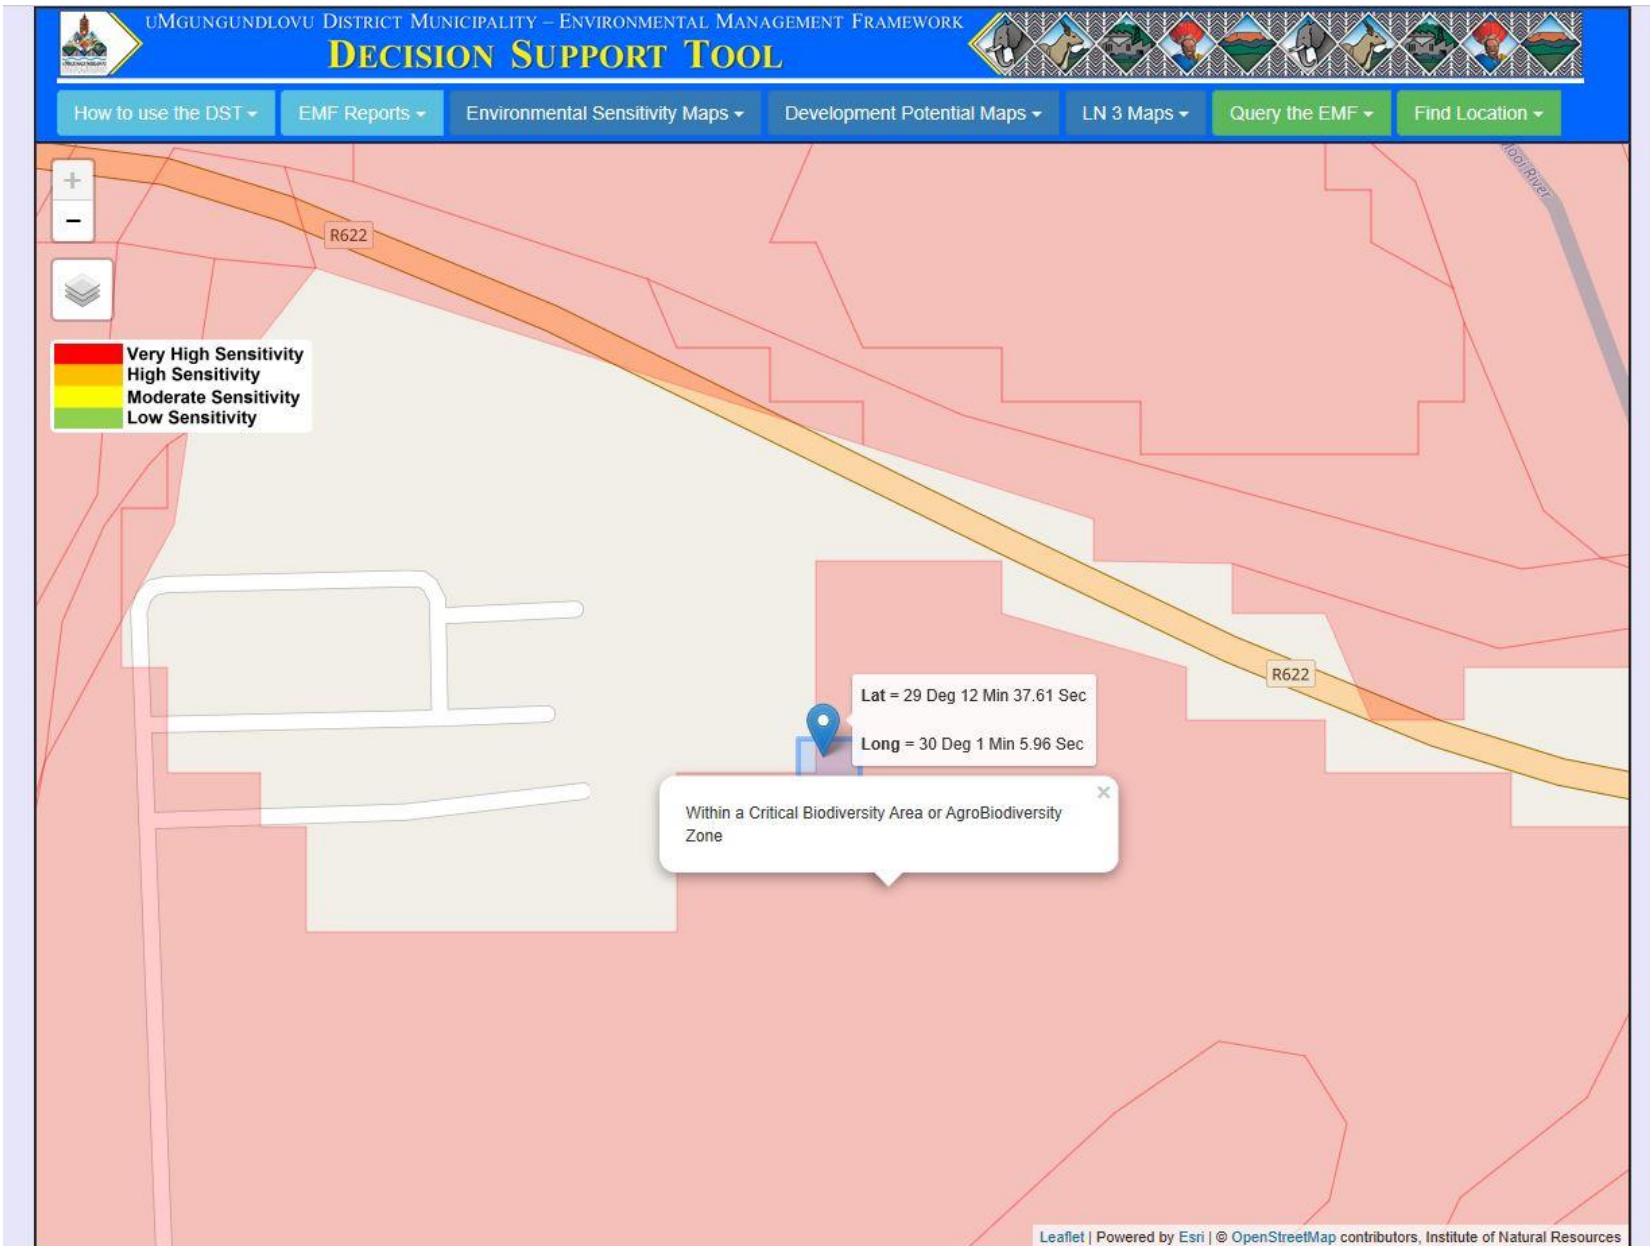 uMgungundlovu District Municipality – Environmental Management Framework
Decision Support Tool
How to use the DST
EMF Reports
Environmental Sensitivity Maps
Development Potential Maps
LN 3 Maps
Query the EMF
Find Location
+
−
Mooi River
R622
Very High Sensitivity
High Sensitivity
Moderate Sensitivity
Low Sensitivity
R622
Lat = 29 Deg 12 Min 37.61 Sec
Long = 30 Deg 1 Min 5.96 Sec
×
Within a Critical Biodiversity Area or AgroBiodiversity
Zone
Leaflet | Powered by Esri | © OpenStreetMap contributors, Institute of Natural Resources